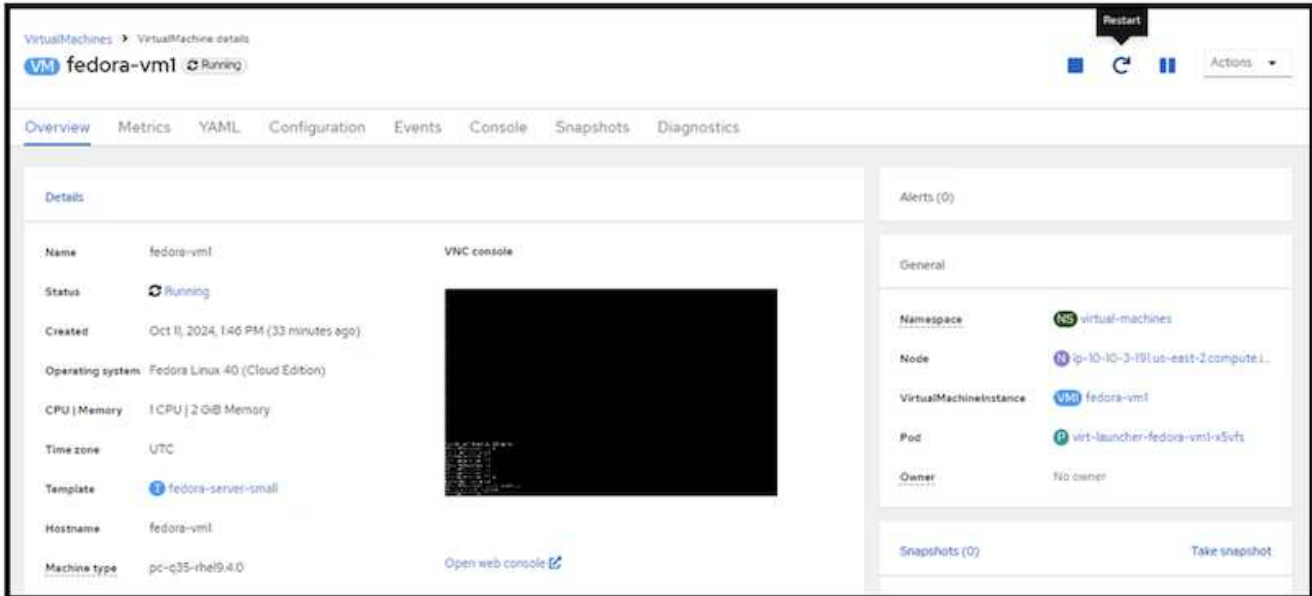 Restart
VirtualMachines > VirtualMachine details
VM fedora-vm1 Running
Actions
Overview Metrics YAML Configuration Events Console Snapshots Diagnostics
Details
Name fedora-vm1
Status Running
Created Oct 11, 2024, 1:46 PM (33 minutes ago)
Operating system Fedora Linux 40 (Cloud Edition)
CPU | Memory 1 CPU | 2 GiB Memory
Time zone UTC
Template T fedora-server-small
Hostname fedora-vm1
Machine type pc-q35-rhel9.4.0
VNC console
Open web console
Alerts (0)
General
Namespace NS virtual-machines
Node N ip-10-10-3-191.us-east-2.compute.i...
VirtualMachineInstance VMI fedora-vm1
Pod P virt-launcher-fedora-vm1-x5vfs
Owner No owner
Snapshots (0) Take snapshot